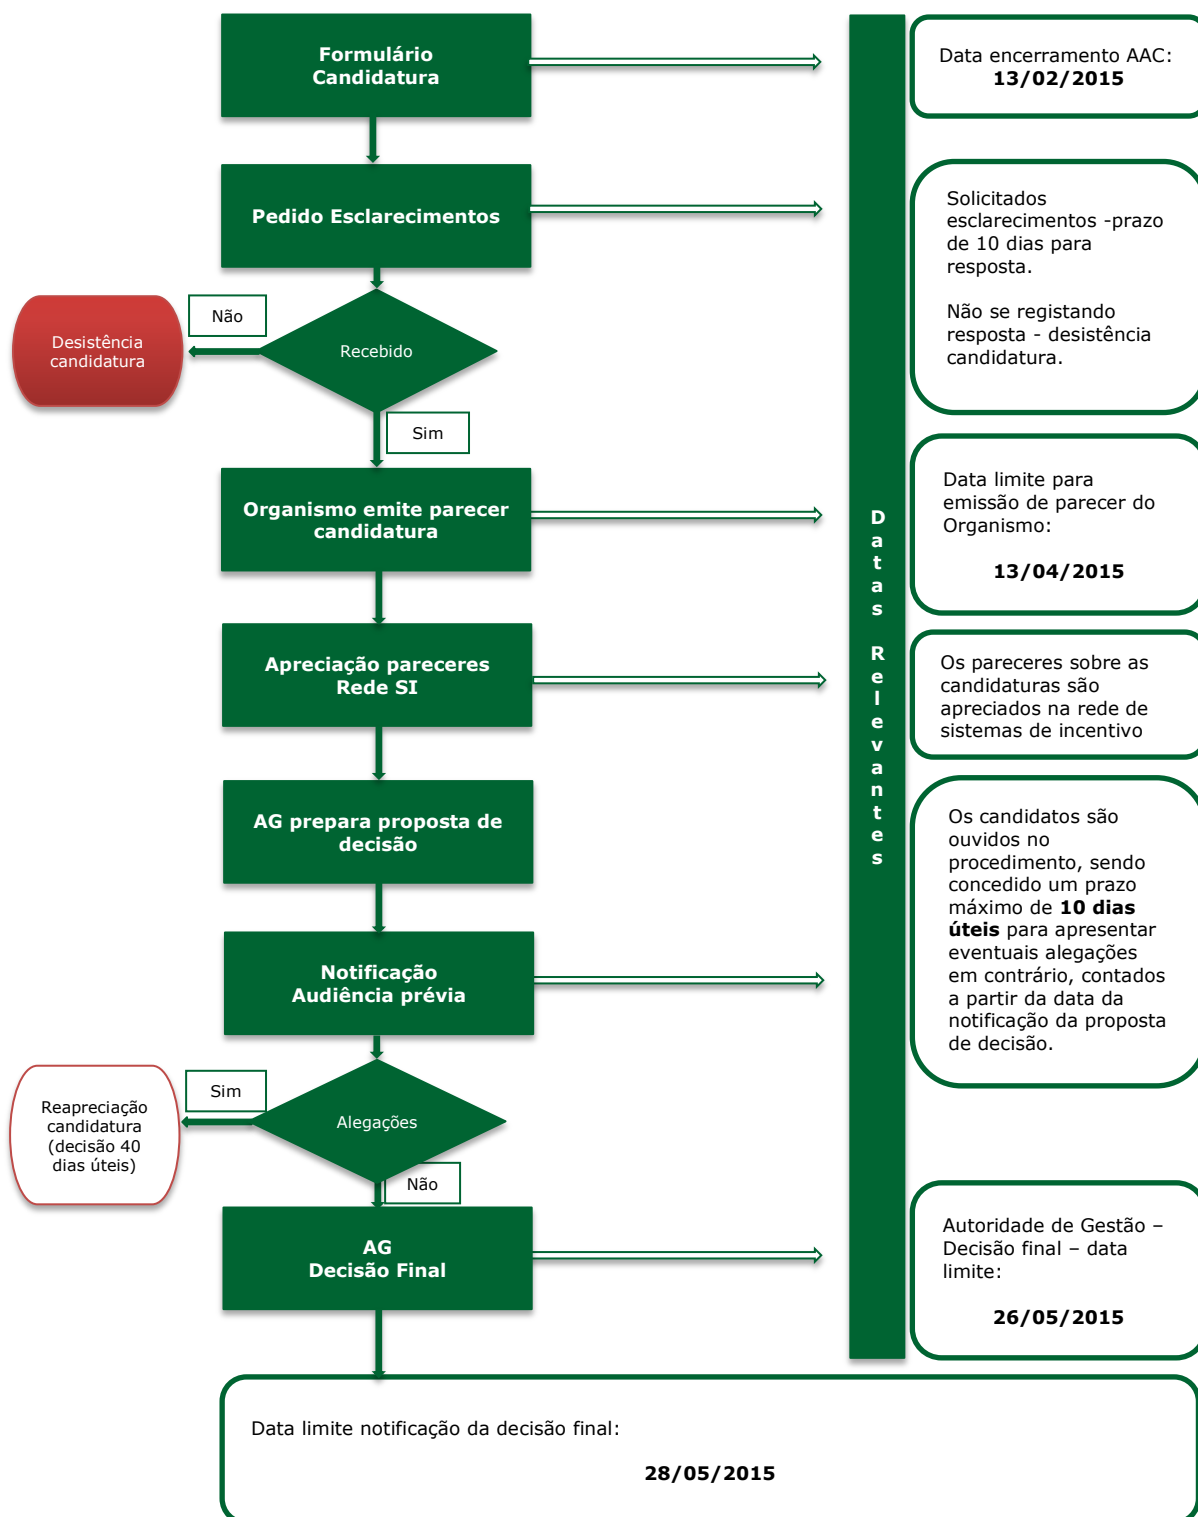 Formulário
Candidatura
Data encerramento AAC:
13/02/2015
Pedido Esclarecimentos
Solicitados
esclarecimentos -prazo
de 10 dias para
resposta.
Não se registando
resposta - desistência
candidatura.
Não
Desistência
candidatura
Recebido
Sim
Organismo emite parecer
candidatura
Data limite para
emissão de parecer do
Organismo:
13/04/2015
D
a
t
a
s
R
e
l
e
v
a
n
t
e
s
Apreciação pareceres
Rede SI
Os pareceres sobre as
candidaturas são
apreciados na rede de
sistemas de incentivo
AG prepara proposta de
decisão
Os candidatos são
ouvidos no
procedimento, sendo
concedido um prazo
máximo de 10 dias
úteis para apresentar
eventuais alegações
em contrário, contados
a partir da data da
notificação da proposta
de decisão.
Notificação
Audiência prévia
Sim
Reapreciação
candidatura
(decisão 40
dias úteis)
Alegações
Não
AG
Decisão Final
Autoridade de Gestão –
Decisão final – data
limite:
26/05/2015
Data limite notificação da decisão final:
28/05/2015